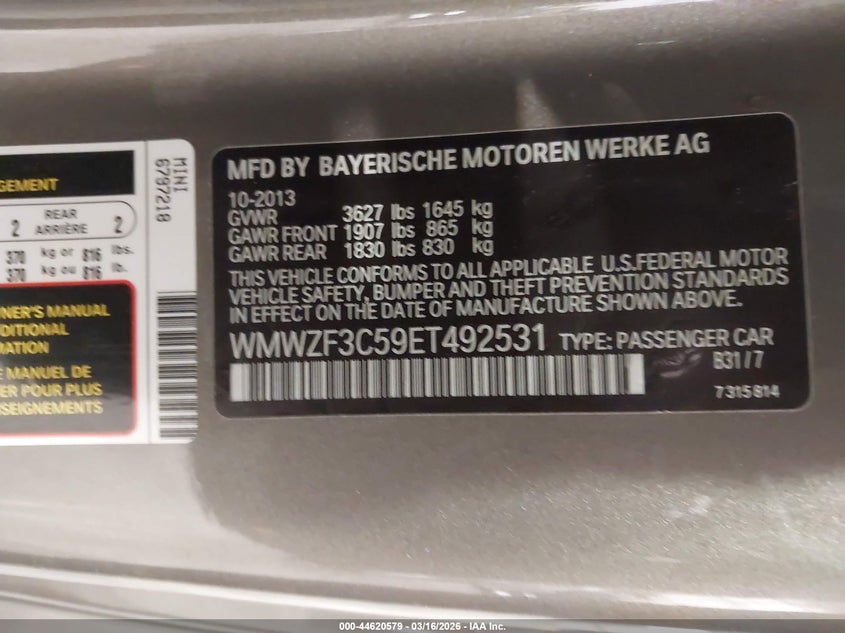 GEMENT
2 REAR 2
ARRIÈRE
370 kg or 816 lbs.
370 kg ou 816 lb.
NER'S MANUAL
DITIONAL
MATION
E MANUEL DE
ER POUR PLUS
SEIGNEMENTS
MINI
6797218
MFD BY BAYERISCHE MOTOREN WERKE AG
10-2013
GVWR 3627 lbs 1645 kg
GAWR FRONT 1907 lbs 865 kg
GAWR REAR 1830 lbs 830 kg
THIS VEHICLE CONFORMS TO ALL APPLICABLE U.S.FEDERAL MOTOR
VEHICLE SAFETY, BUMPER AND THEFT PREVENTION STANDARDS
IN EFFECT ON THE DATE OF MANUFACTURE SHOWN ABOVE.
WMWZF3C59ET492531 TYPE: PASSENGER CAR
B31/7
7315814
000-44620579 - 03/16/2026 - IAA Inc.